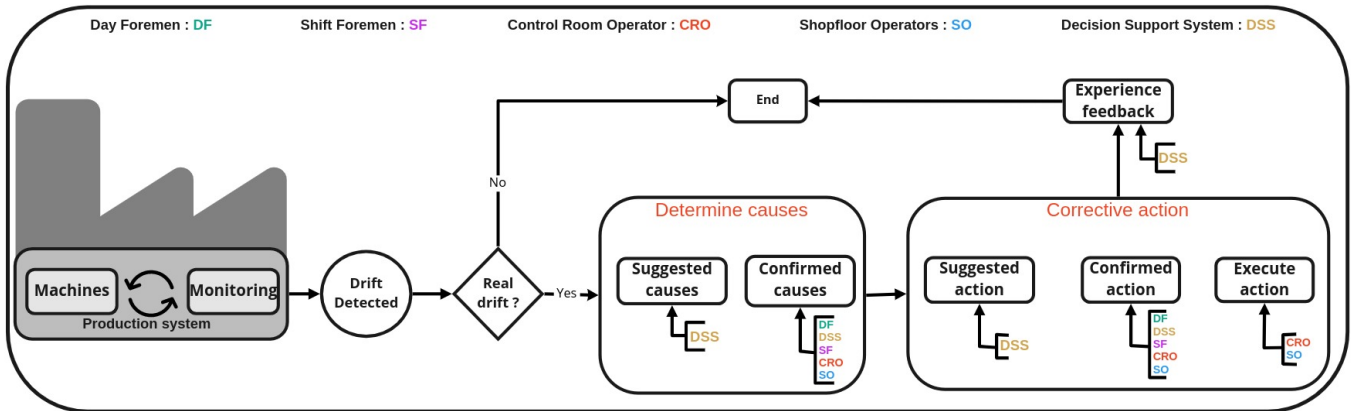 Day Foremen : DF
Shift Foremen : SF
Control Room Operator : CRO
Shopfloor Operators : SO
Decision Support System : DSS
Machines
Monitoring
Production system
Drift
Detected
Real
drift ?
No
Yes
End
Experience
feedback
DSS
Determine causes
Suggested
causes
DSS
Confirmed
causes
DF
DSS
SF
CRO
SO
Corrective action
Suggested
action
DSS
Confirmed
action
DF
DSS
SF
CRO
SO
Execute
action
CRO
SO